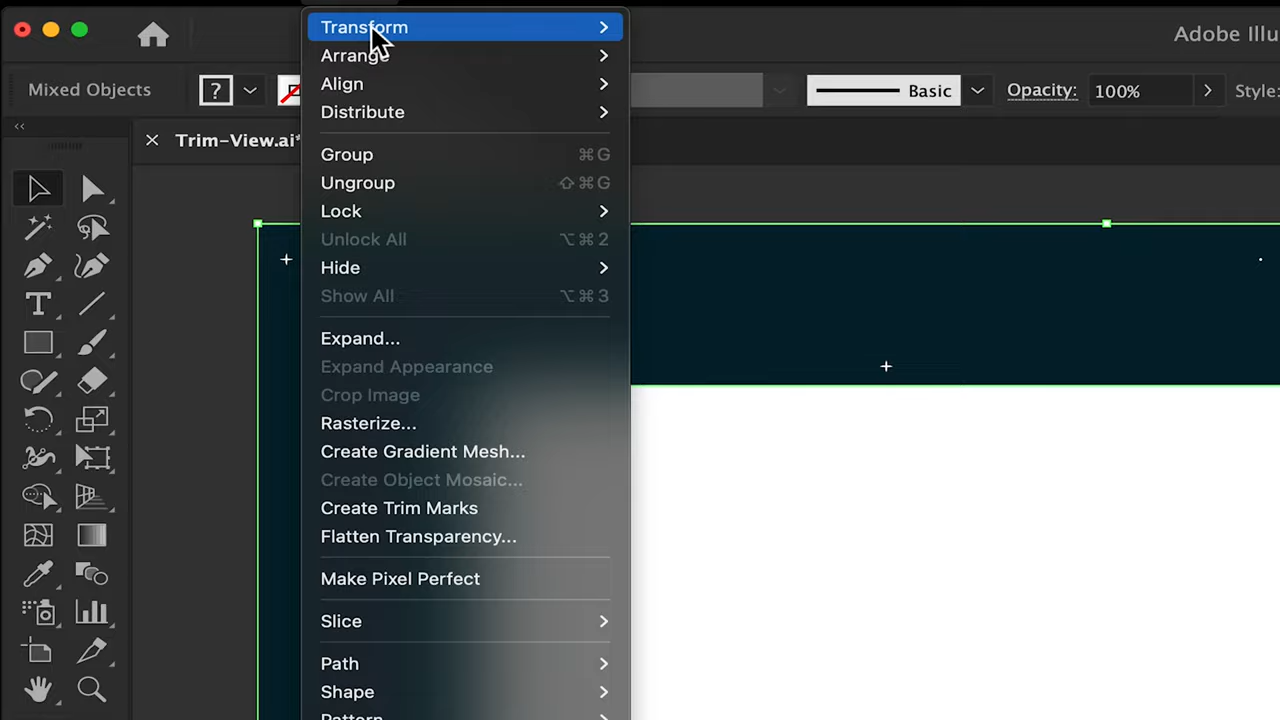 Transform
Adobe Illu
Arrange
Mixed Objects
?
Align
Basic
Opacity:
100%
Style:
Distribute
Trim-View.ai*
Group ⌘G
Ungroup ⇧⌘G
Lock
Unlock All ⌥⌘2
Hide
Show All ⌥⌘3
Expand...
Expand Appearance
Crop Image
Rasterize...
Create Gradient Mesh...
Create Object Mosaic...
Create Trim Marks
Flatten Transparency...
Make Pixel Perfect
Slice
Path
Shape
Pattern